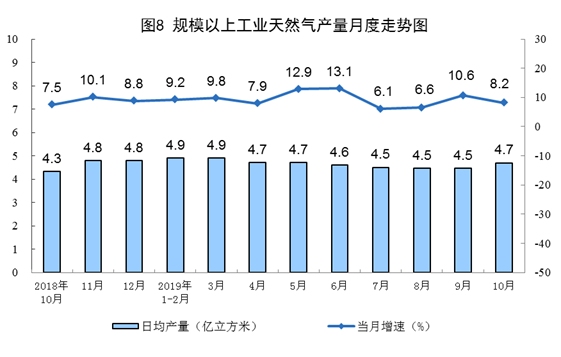 图8 规模以上工业天然气产量月度走势图
10 9 8 7 6 5 4 3 2 1 0
30 20 10 0 -10 -20 -30 -40 -50
7.5 10.1 8.8 9.2 9.8 7.9 12.9 13.1 6.1 6.6 10.6 8.2
4.3 4.8 4.8 4.9 4.9 4.7 4.7 4.6 4.5 4.5 4.5 4.7
2018年 11月 12月 2019年 3月 4月 5月 6月 7月 8月 9月 10月
10月 1-2月
日均产量（亿立方米） 当月增速（%）